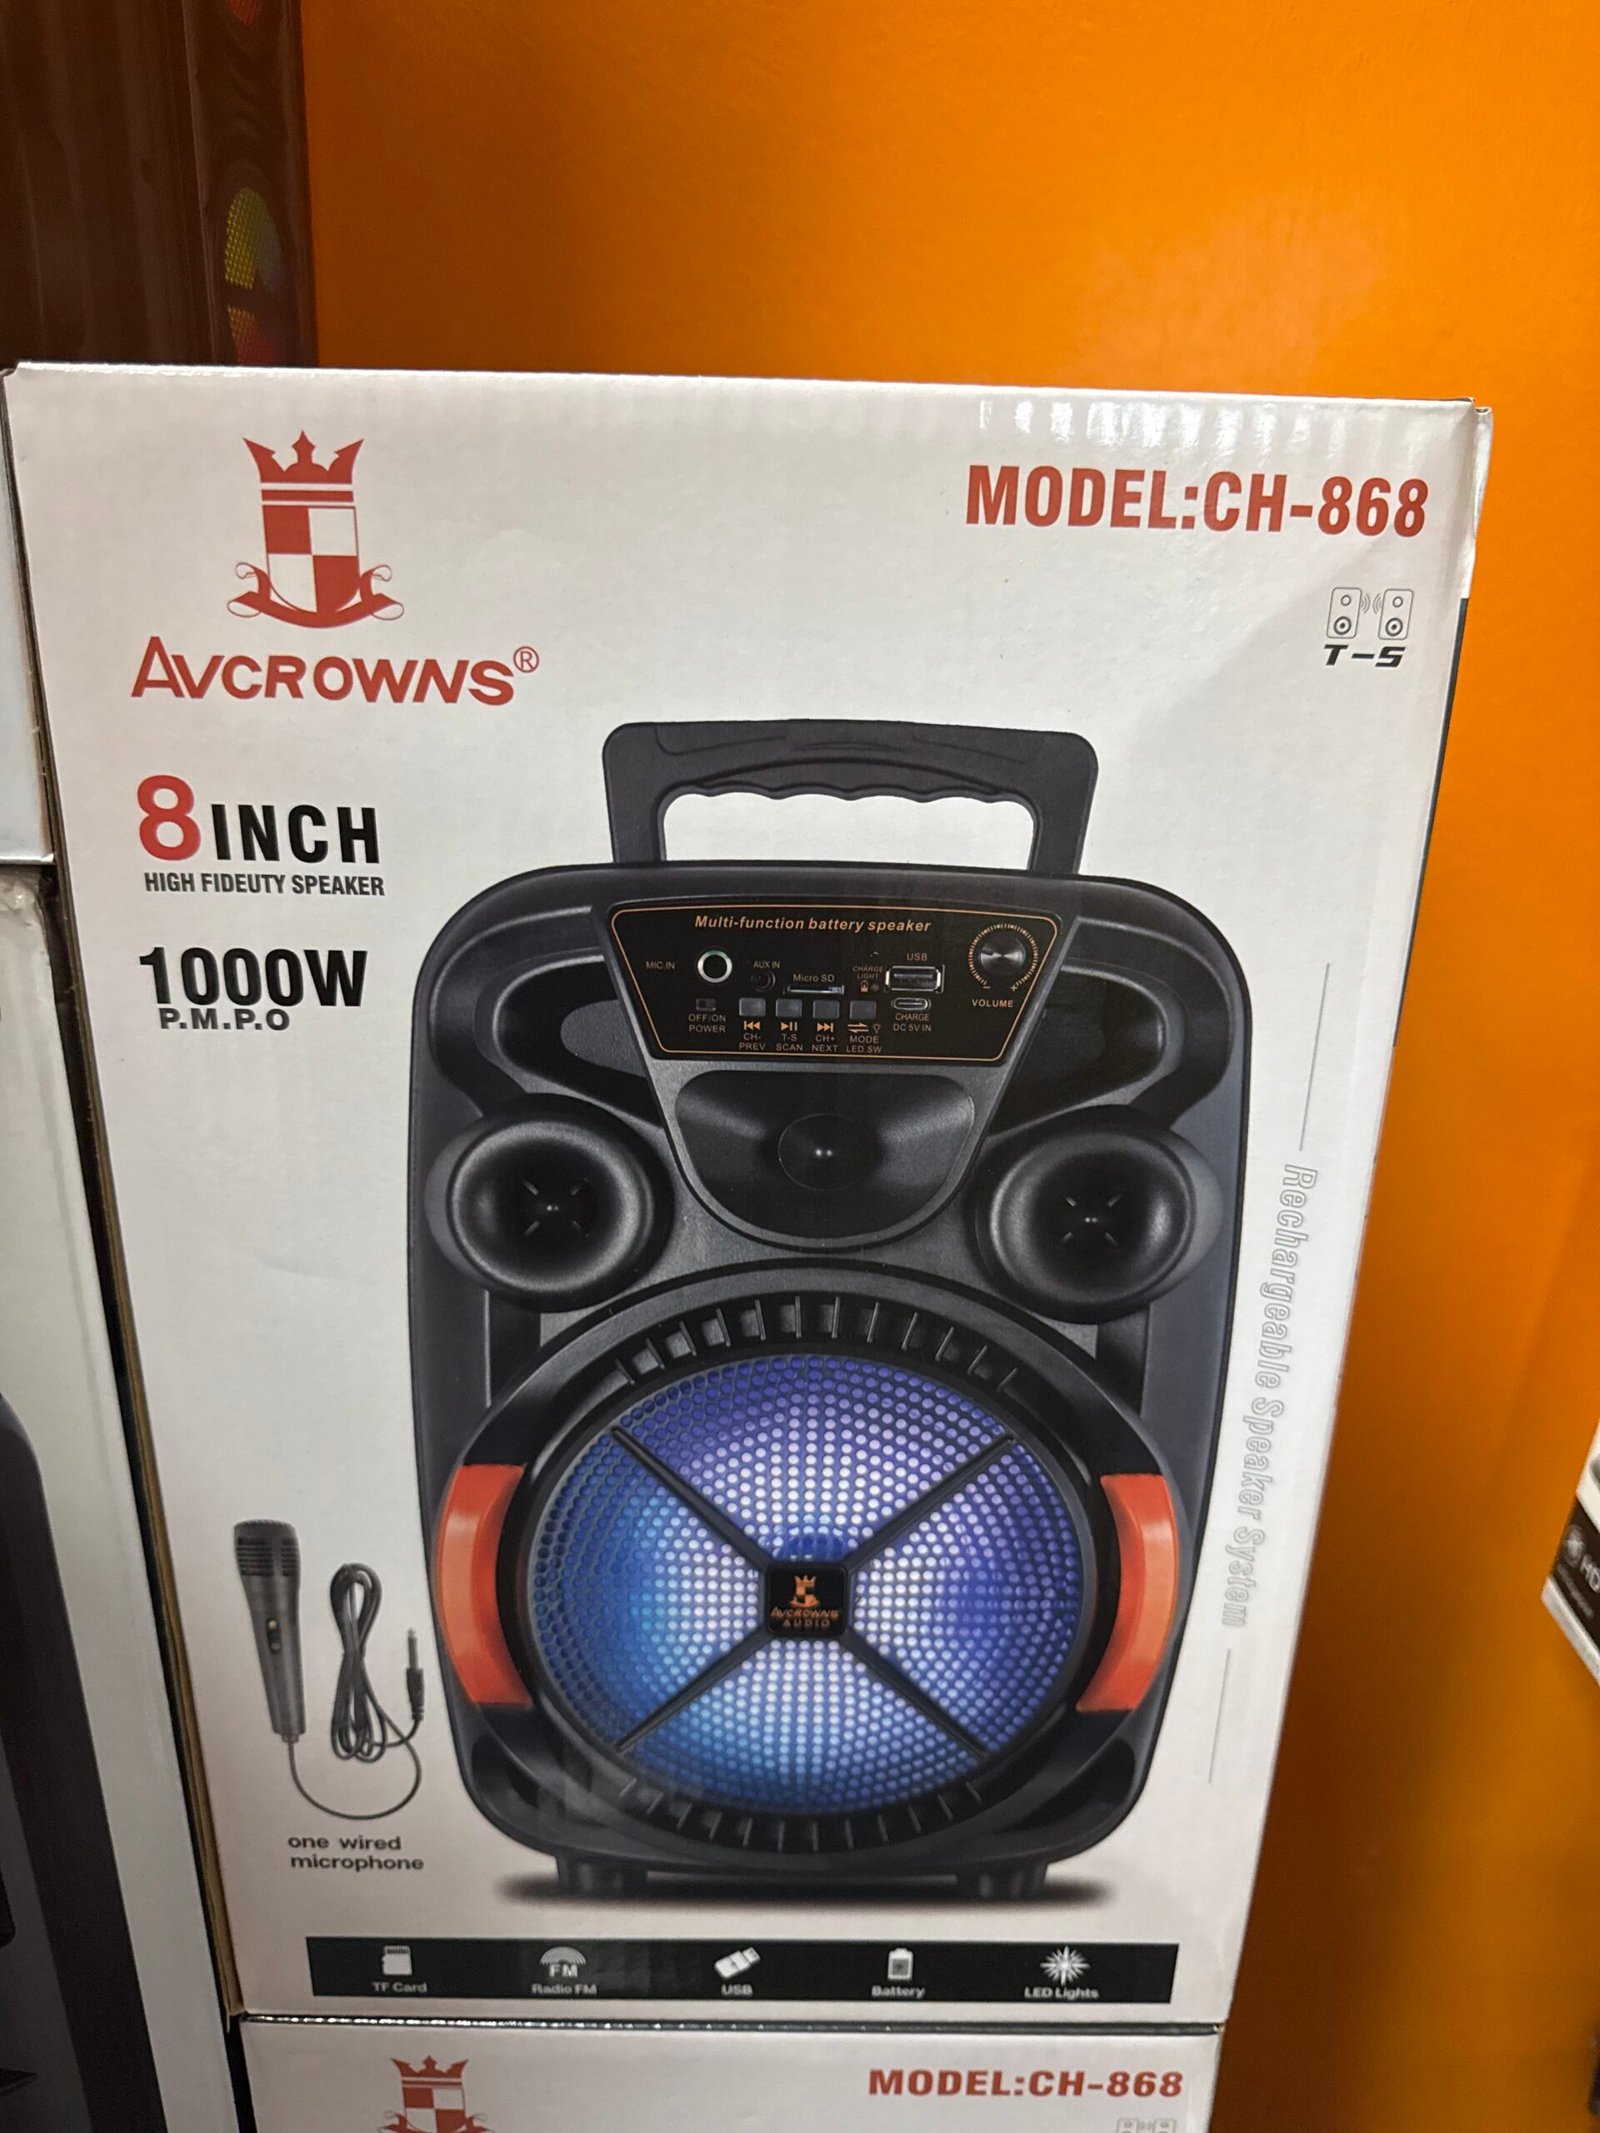 MODEL:CH-868
T-S
AVCROWNS®
8 INCH
HIGH FIDEUTY SPEAKER
1000W
P.M.P.O
Multi-function battery speaker
MIC.IN
AUX IN
Micro SD
CHARGE
LIGHT
USB
VOLUME
OFF/ON
POWER
CH-
PREV
T-S
SCAN
CH+
NEXT
MODE
LED SW
CHARGE
DC 5V IN
Rechargeable Speaker System
AVCROWNS
AUDIO
one wired
microphone
TF Card
FM
Radio FM
USB
Battery
LED Lights
MODEL:CH-868
HD